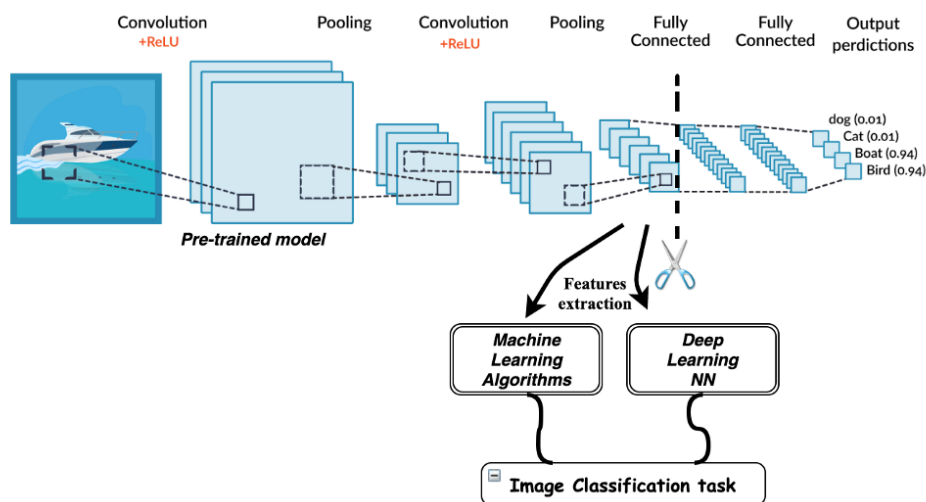 Convolution
+ReLU
Pooling
Convolution
+ReLU
Pooling
Fully
Connected
Fully
Connected
Output
perdictions
dog (0.01)
Cat (0.01)
Boat (0.94)
Bird (0.94)
Pre-trained model
Features
extraction
Machine
Learning
Algorithms
Deep
Learning
NN
Image Classification task